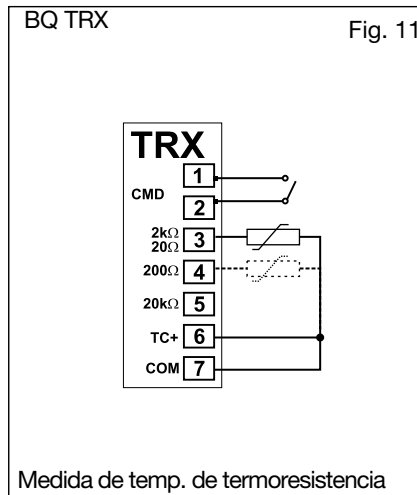 BQ TRX
Fig. 11
TRX
CMD
1
2
2kΩ
20Ω
3
200Ω
4
20kΩ
5
TC+
6
COM
7
Medida de temp. de termoresistencia